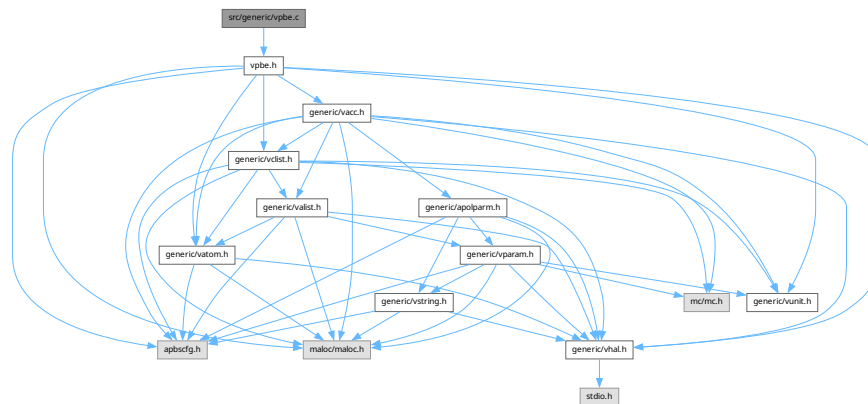 src/generic/vpbe.c
vpbe.h
generic/vacc.h
generic/vclist.h
generic/valist.h
generic/apolparm.h
generic/vatom.h
generic/vparam.h
generic/vstring.h
mc/mc.h
generic/vunit.h
apbscfg.h
maloc/maloc.h
generic/vhal.h
stdio.h